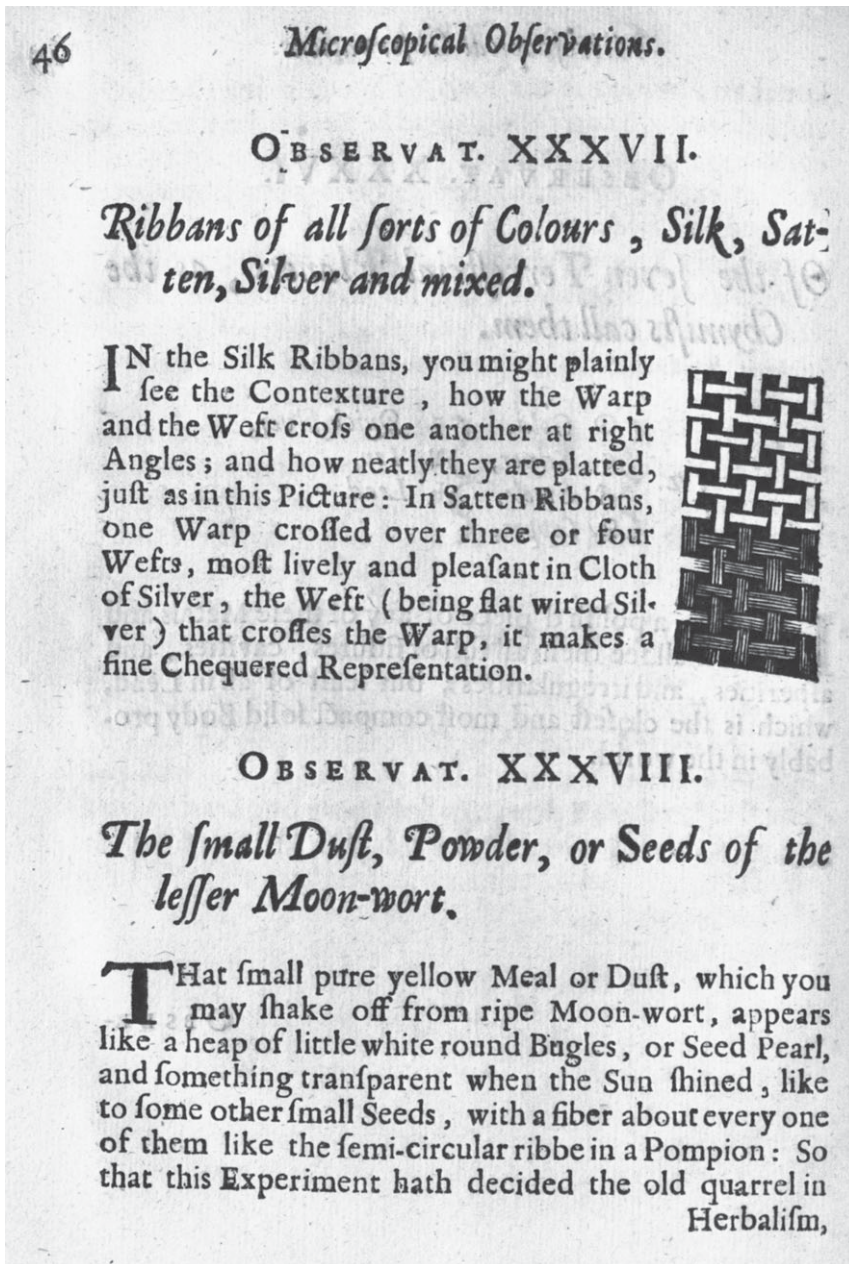 46
Microſcopical Obſervations.
OBSERVAT. XXXVII.
Ribbans of all ſorts of Colours , Silk, Sat-
ten, Silver and mixed.
IN the Silk Ribbans, you might plainly
ſee the Contexture , how the Warp
and the Weft croſs one another at right
Angles ; and how neatly they are platted,
juſt as in this Picture : In Satten Ribbans,
one Warp croſſed over three or four
Wefts, moſt lively and pleaſant in Cloth
of Silver , the Weft ( being flat wired Sil-
ver ) that croſſes the Warp, it makes a
fine Chequered Repreſentation.
OBSERVAT. XXXVIII.
The ſmall Duſt, Powder, or Seeds of the
leſſer Moon-wort.
THat ſmall pure yellow Meal or Duſt , which you
may ſhake off from ripe Moon-wort , appears
like a heap of little white round Bugles , or Seed Pearl,
and ſomething tranſparent when the Sun ſhined , like
to ſome other ſmall Seeds , with a fiber about every one
of them like the ſemi-circular ribbe in a Pompion : So
that this Experiment hath decided the old quarrel in
Herbaliſm,